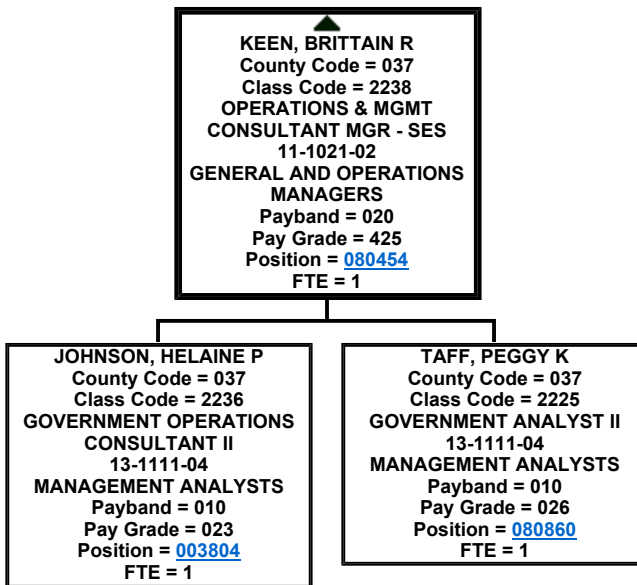 KEEN, BRITTAIN R
County Code = 037
Class Code = 2238
OPERATIONS & MGMT
CONSULTANT MGR - SES
11-1021-02
GENERAL AND OPERATIONS
MANAGERS
Payband = 020
Pay Grade = 425
Position = 080454
FTE = 1
JOHNSON, HELAINE P
County Code = 037
Class Code = 2236
GOVERNMENT OPERATIONS
CONSULTANT II
13-1111-04
MANAGEMENT ANALYSTS
Payband = 010
Pay Grade = 023
Position = 003804
FTE = 1
TAFF, PEGGY K
County Code = 037
Class Code = 2225
GOVERNMENT ANALYST II
13-1111-04
MANAGEMENT ANALYSTS
Payband = 010
Pay Grade = 026
Position = 080860
FTE = 1